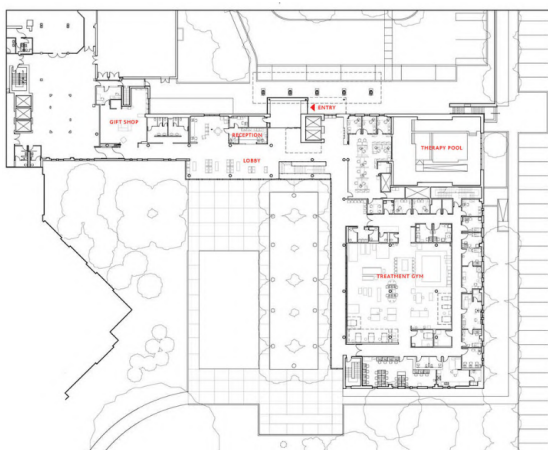 ENTRY
GIFT SHOP
RECEPTION
THERAPY POOL
LOBBY
TREATMENT GYM